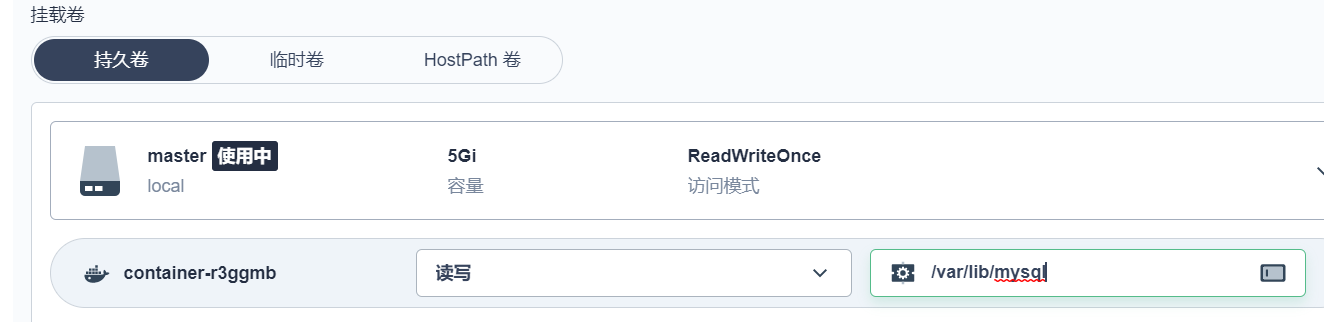 挂载卷
持久卷 临时卷 HostPath 卷
master 使用中 5Gi ReadWriteOnce
local 容量 访问模式
container-r3ggmb 读写 /var/lib/mysql